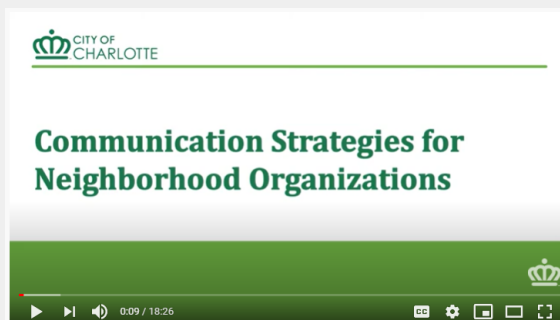 CITY OF
CHARLOTTE
Communication Strategies for
Neighborhood Organizations
0:09 / 18:26
CC